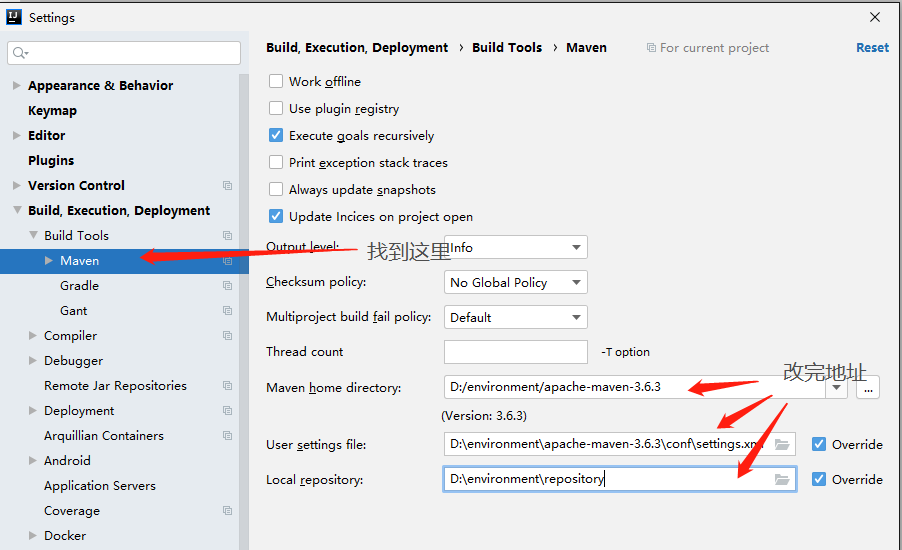 Settings
Build, Execution, Deployment › Build Tools › Maven For current project Reset
Appearance & Behavior
Keymap
Editor
Plugins
Version Control
Build, Execution, Deployment
Build Tools
Maven
Gradle
Gant
Compiler
Debugger
Remote Jar Repositories
Deployment
Arquillian Containers
Android
Application Servers
Coverage
Docker
Work offline
Use plugin registry
Execute goals recursively
Print exception stack traces
Always update snapshots
Update Incices on project open
Output level: Info
找到这里
Checksum policy: No Global Policy
Multiproject build fail policy: Default
Thread count -T option
改完地址
Maven home directory: D:/environment/apache-maven-3.6.3 ...
(Version: 3.6.3)
User settings file: D:\environment\apache-maven-3.6.3\conf\settings.xml Override
Local repository: D:\environment\repository Override